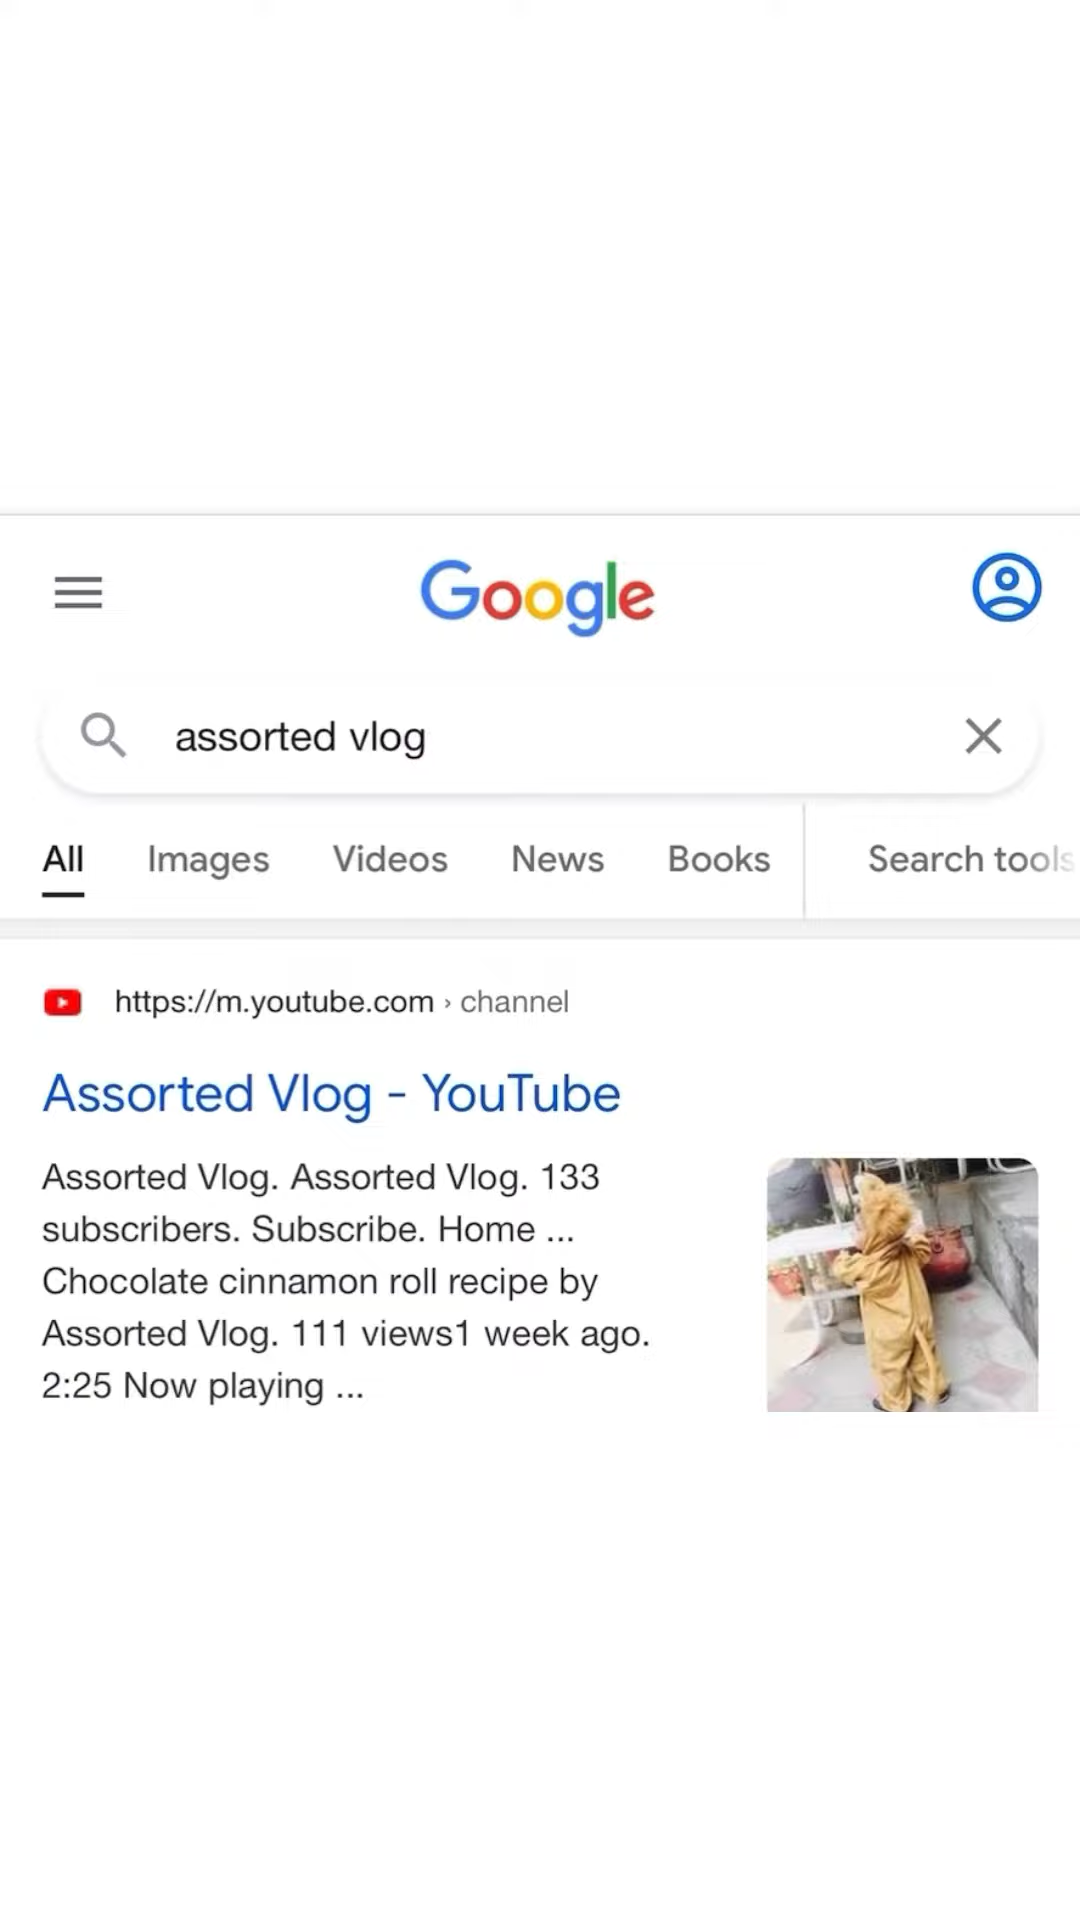 Google
assorted vlog
All Images Videos News Books Search tools
https://m.youtube.com › channel
Assorted Vlog - YouTube
Assorted Vlog. Assorted Vlog. 133
subscribers. Subscribe. Home ...
Chocolate cinnamon roll recipe by
Assorted Vlog. 111 views1 week ago.
2:25 Now playing ...